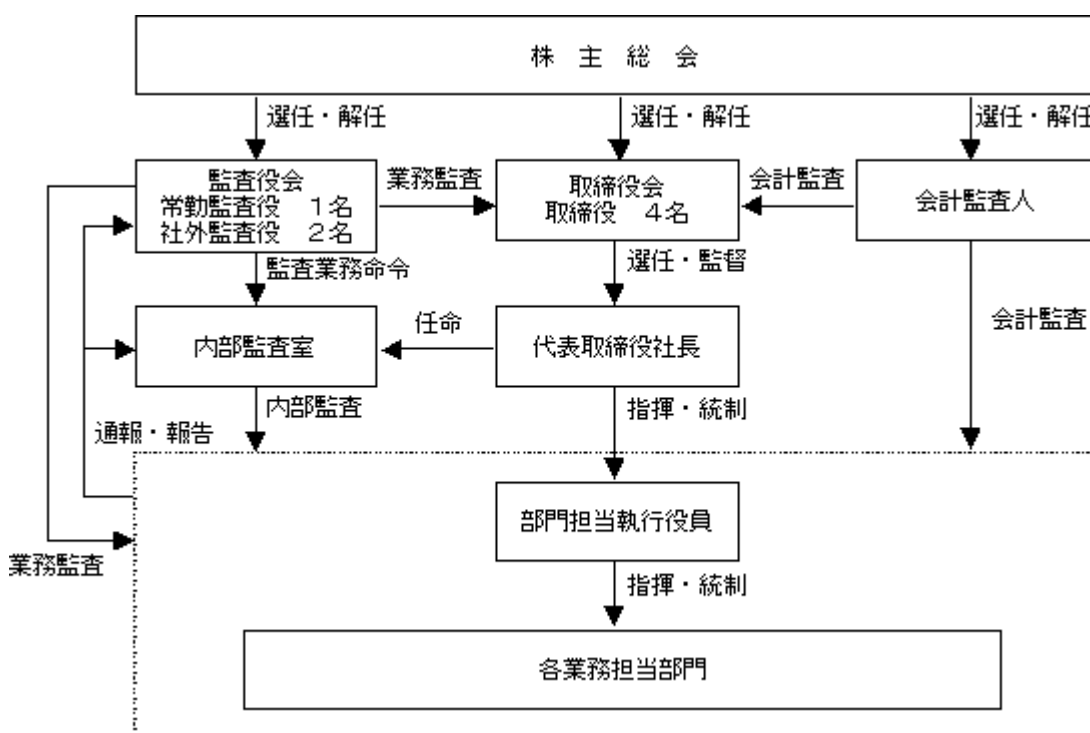 株 主 総 会
選任・解任
選任・解任
選任・解任
監査役会
常勤監査役 1名
社外監査役 2名
業務監査
取締役会
取締役 4名
会計監査
会計監査人
監査業務命令
選任・監督
会計監査
内部監査室
任命
代表取締役社長
内部監査
指揮・統制
通報・報告
部門担当執行役員
業務監査
指揮・統制
各業務担当部門